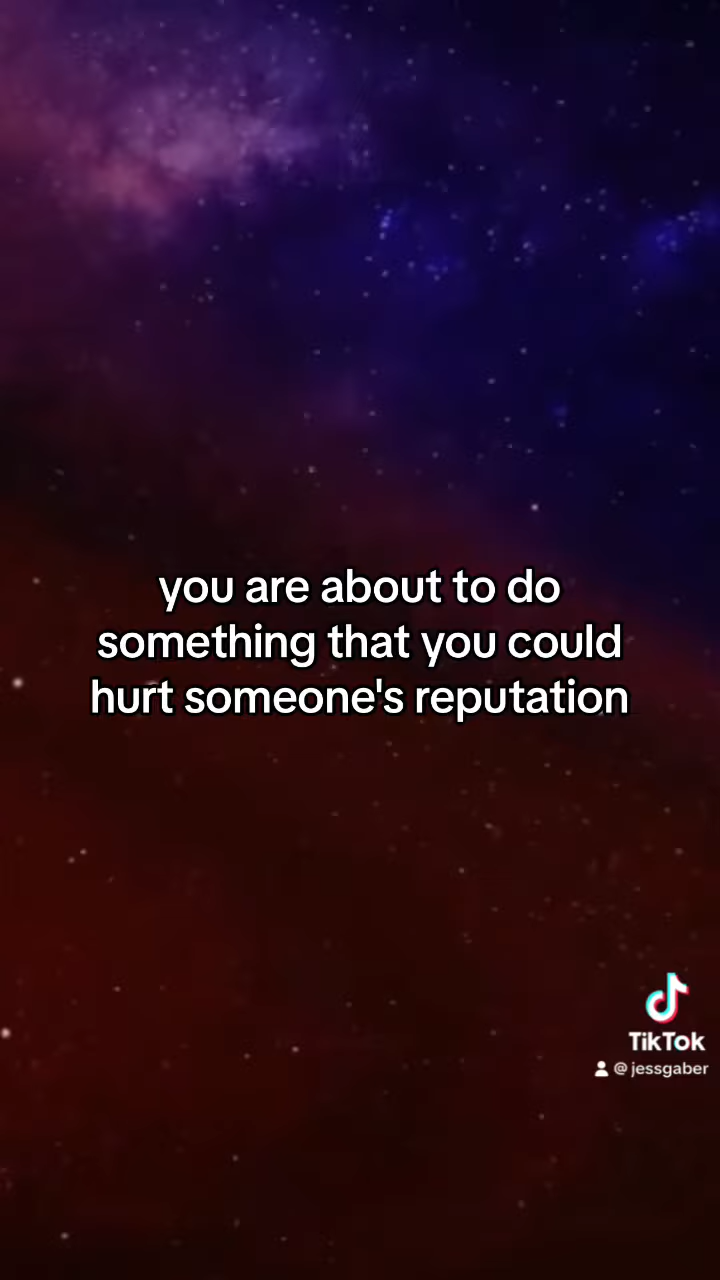 you are about to do
something that you could
hurt someone's reputation
TikTok
@jessgaber